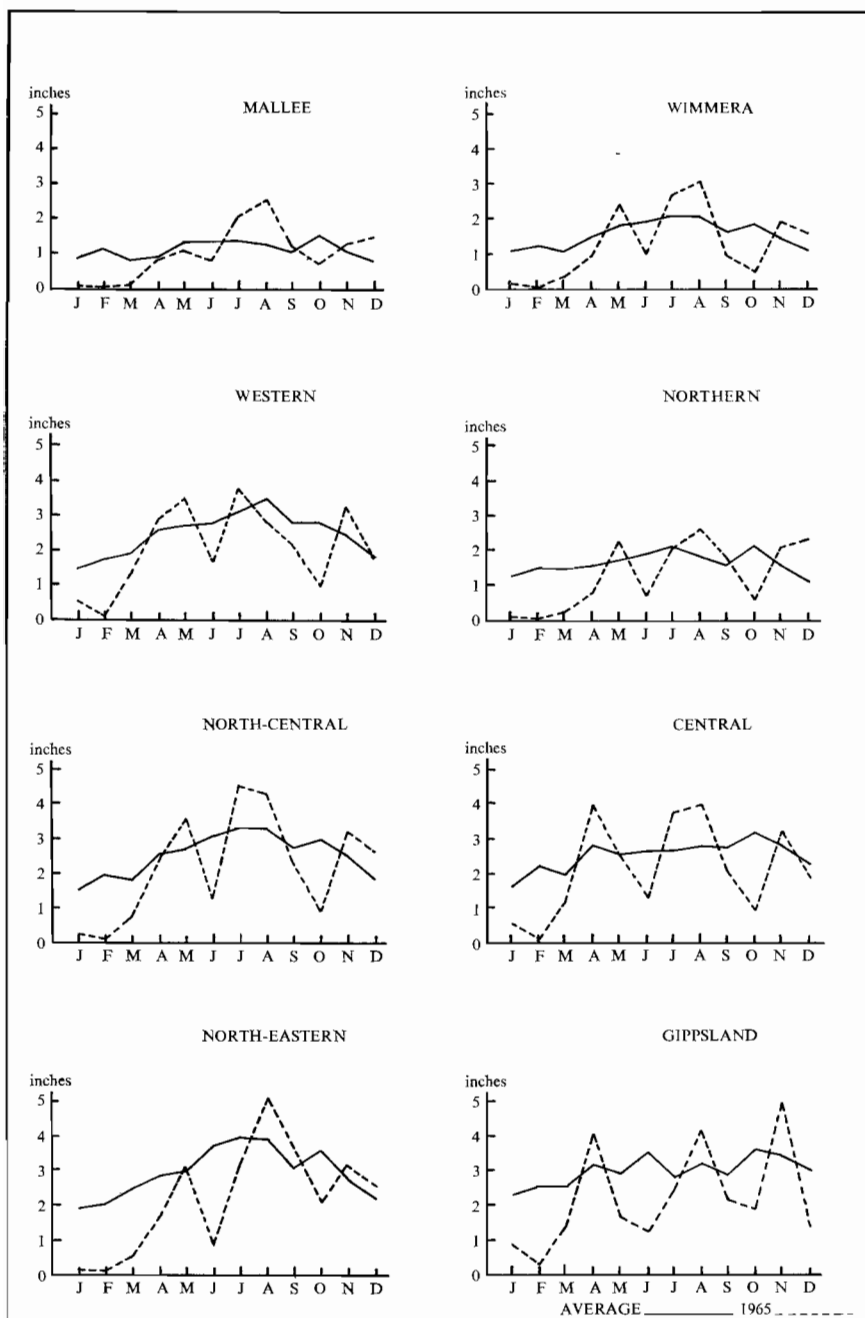 MALLEE
inches
5
4
3
2
1
0
J F M A M J J A S O N D
WIMMERA
inches
5
4
3
2
1
0
J F M A M J J A S O N D
WESTERN
inches
5
4
3
2
1
0
J F M A M J J A S O N D
NORTHERN
inches
5
4
3
2
1
0
J F M A M J J A S O N D
NORTH-CENTRAL
inches
5
4
3
2
1
0
J F M A M J J A S O N D
CENTRAL
inches
5
4
3
2
1
0
J F M A M J J A S O N D
NORTH-EASTERN
inches
5
4
3
2
1
0
J F M A M J J A S O N D
GIPPSLAND
inches
5
4
3
2
1
0
J F M A M J J A S O N D
AVERAGE 1965